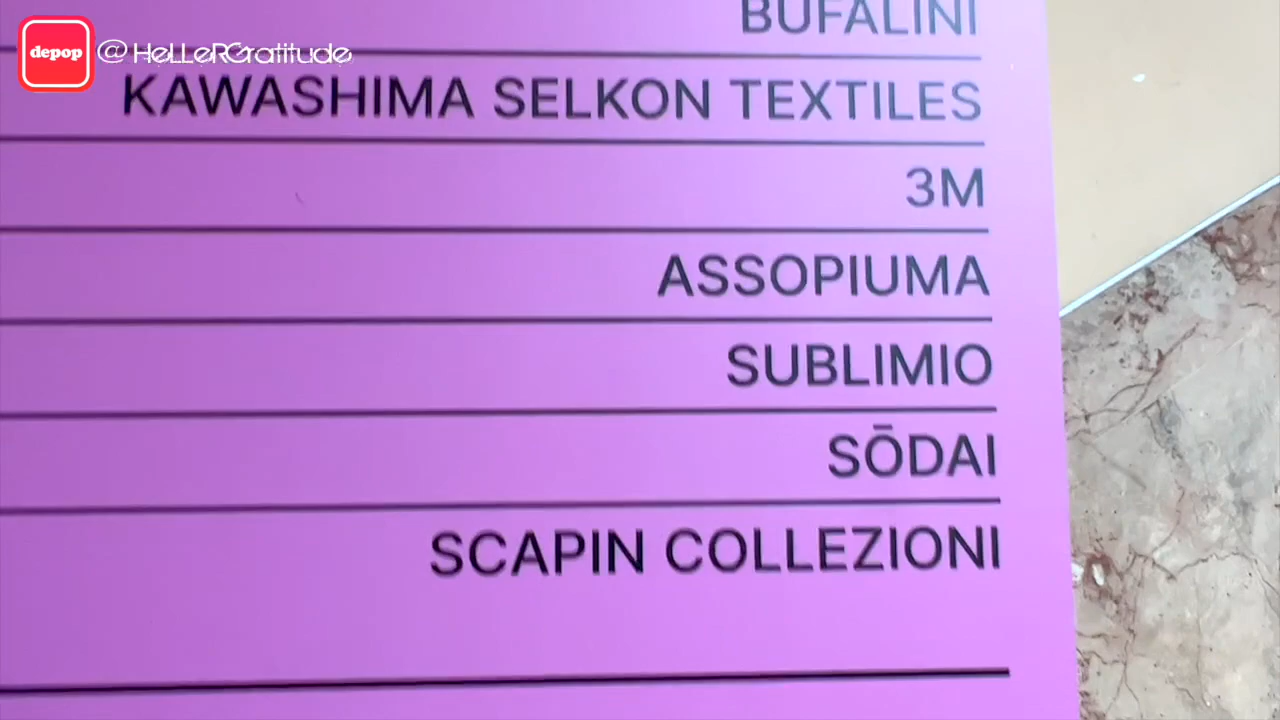 depop @HeLLeRGratitude
BUFALINI
KAWASHIMA SELKON TEXTILES
3M
ASSOPIUMA
SUBLIMIO
SŌDAI
SCAPIN COLLEZIONI